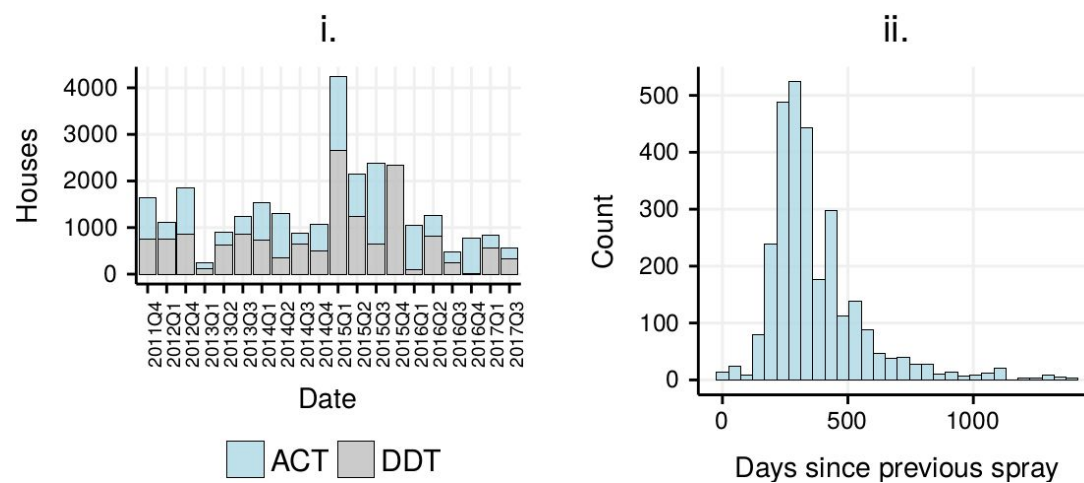 i.
Houses
4000
3000
2000
1000
0
2011Q4
2012Q1
2012Q4
2013Q1
2013Q2
2013Q3
2014Q1
2014Q2
2014Q3
2014Q4
2015Q1
2015Q2
2015Q3
2015Q4
2016Q1
2016Q2
2016Q3
2016Q4
2017Q1
2017Q3
Date
ACT DDT
ii.
Count
500
400
300
200
100
0
0 500 1000
Days since previous spray